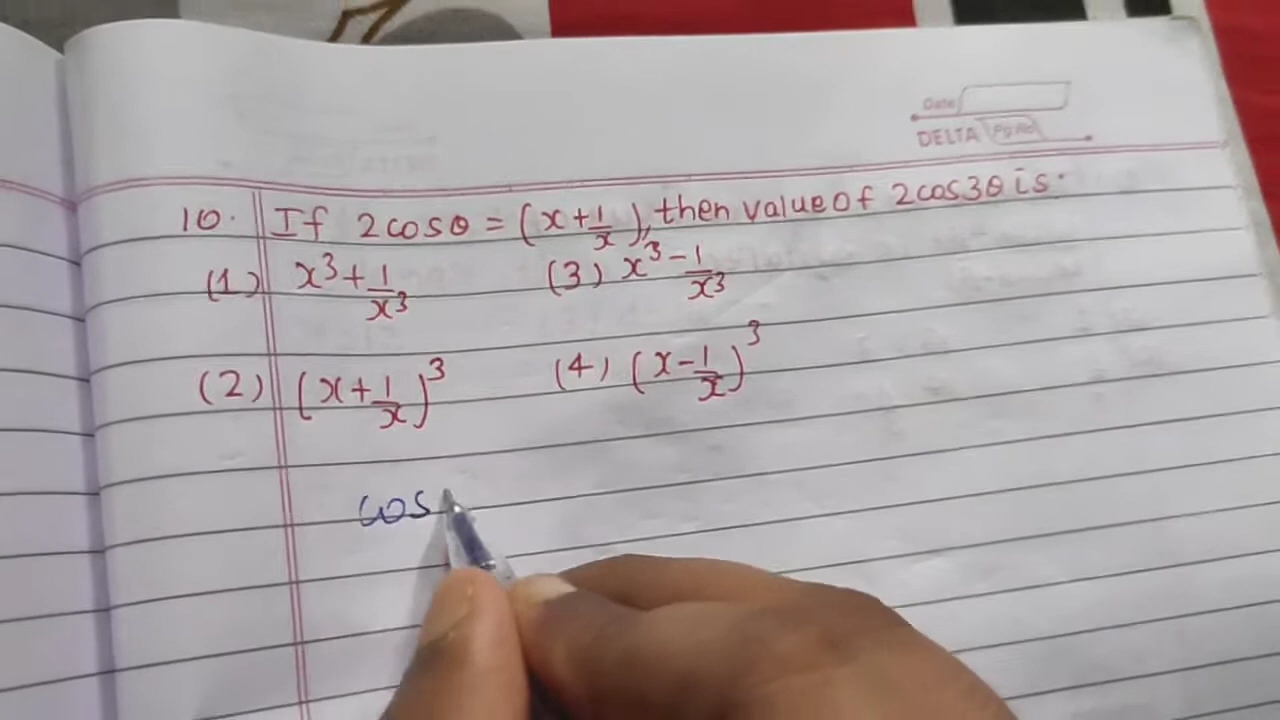 Date
DELTA Pg No
10. If 2cosθ = (x + 1/x), then value of 2cos3θ is.
(1) x³ + 1/x³ (3) x³ - 1/x³
(2) (x + 1/x)³ (4) (x - 1/x)³
cos